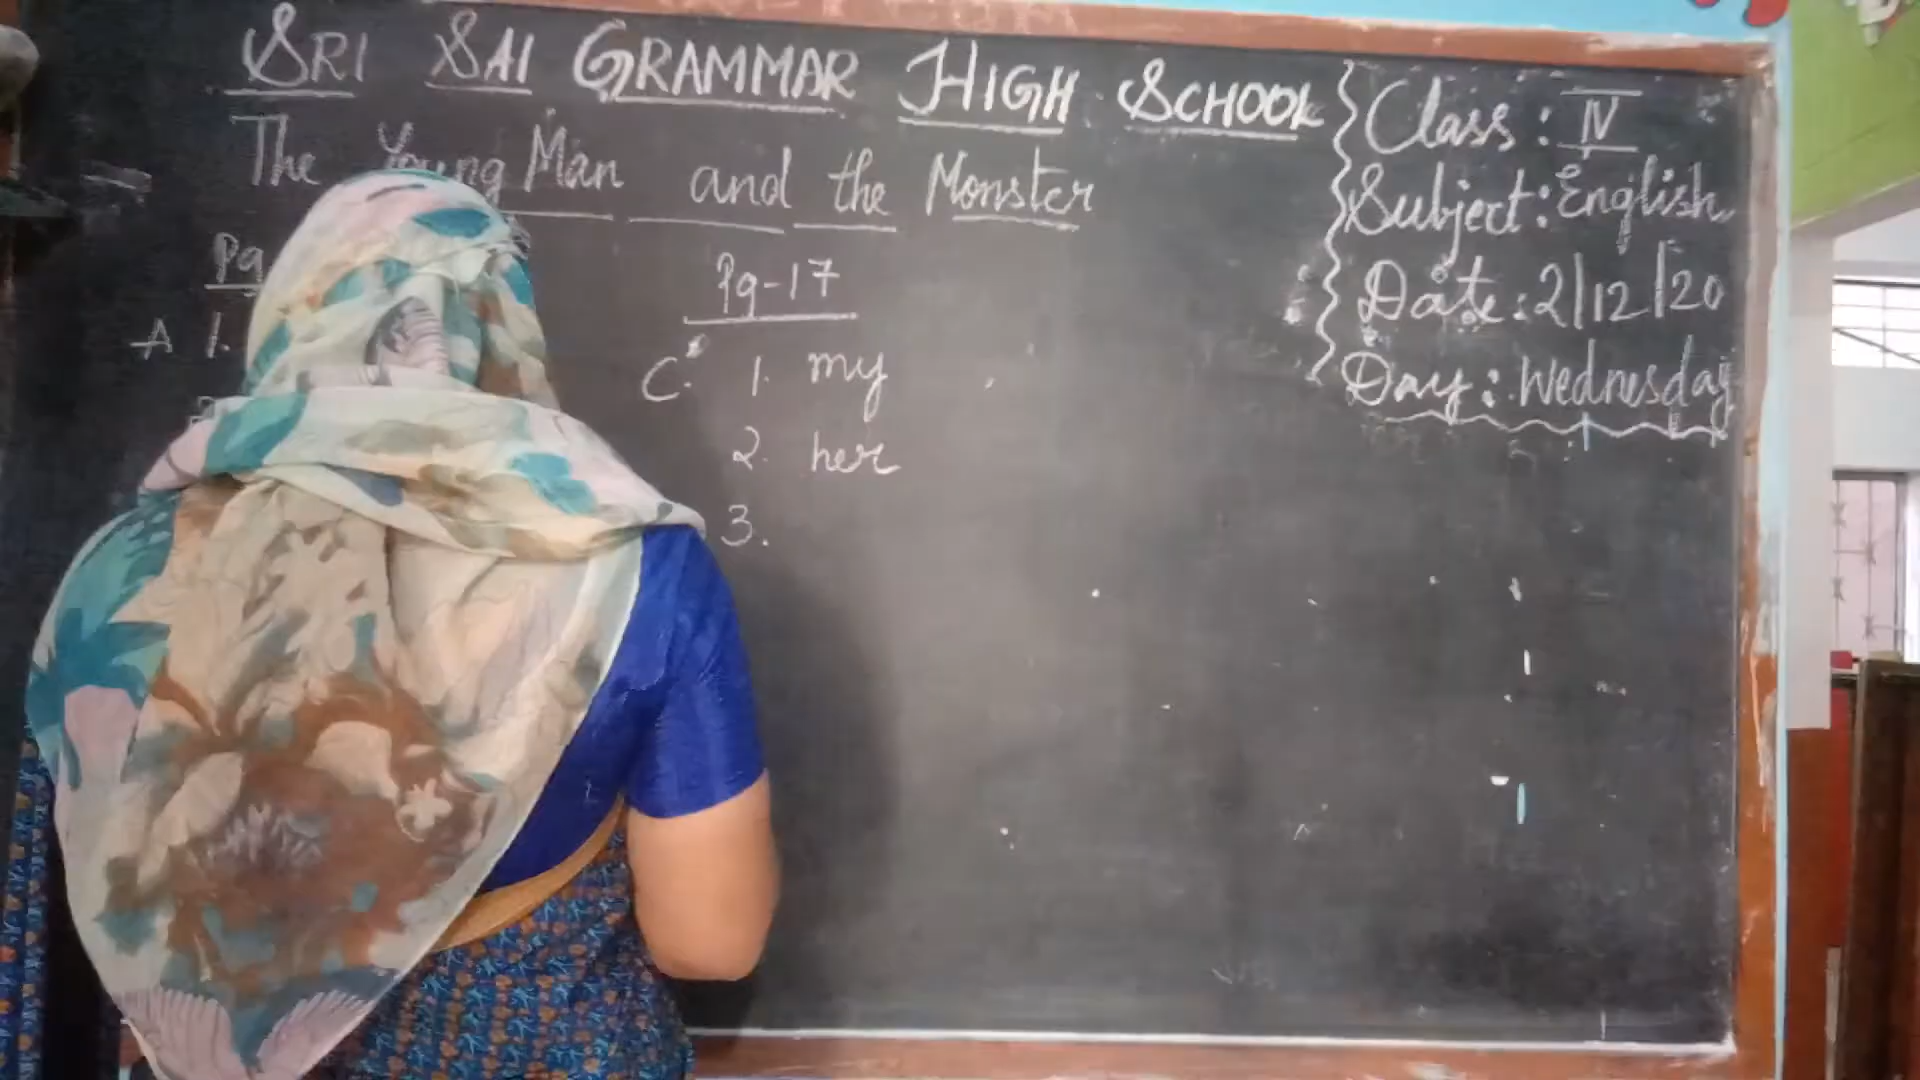 SRI SAI GRAMMAR HIGH SCHOOL
The Young Man and the Monster
Class : IV
Subject : English
Date : 2/12/20
Day : Wednesday
Pg
A 1.
Pg-17
C. 1. my
2. her
3.